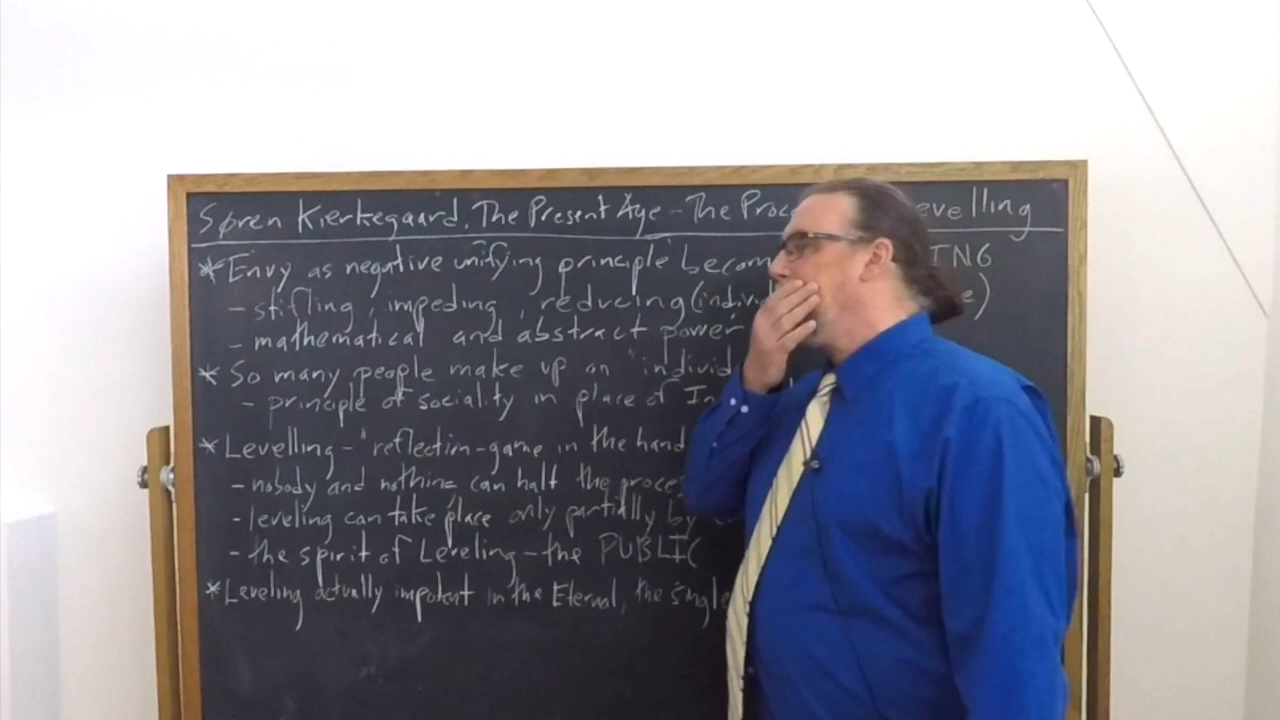 Søren Kierkegaard, The Present Age - The Proc evelling
* Envy as negative unifying principle becom ING
- stifling, impeding, reducing (individ e)
- mathematical and abstract power
* So many people make up an "individ
- principle of sociality in place of In
* Levelling - "reflection-game in the hand
- nobody and nothing can halt the proces
- leveling can take place only partially by
- the spirit of Leveling - the PUBLIC
* Leveling actually impotent in the Eternal, the single